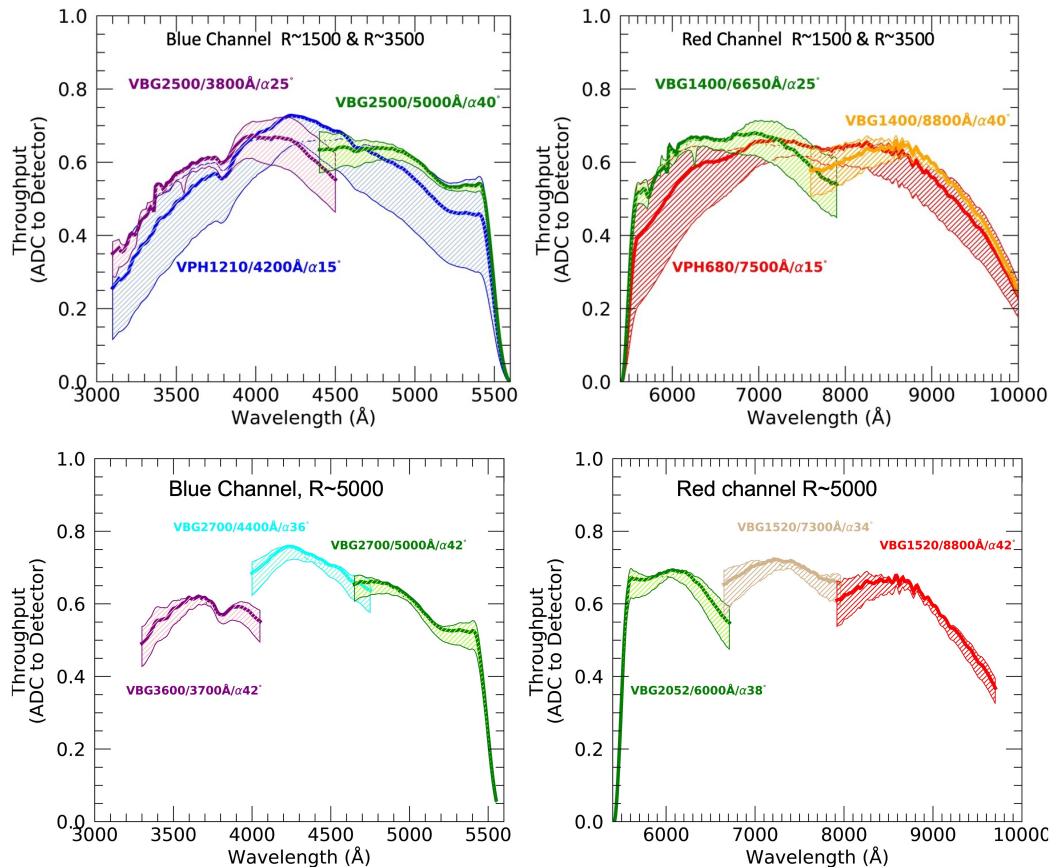 Blue Channel  R~1500 & R~3500
VBG2500/3800Å/α25°
VBG2500/5000Å/α40°
VPH1210/4200Å/α15°
Throughput
(ADC to Detector)
1.0
0.8
0.6
0.4
0.2
0.0
3000 3500 4000 4500 5000 5500
Wavelength (Å)
Red Channel  R~1500 & R~3500
VBG1400/6650Å/α25°
VBG1400/8800Å/α40°
VPH680/7500Å/α15°
Throughput
(ADC to Detector)
1.0
0.8
0.6
0.4
0.2
0.0
6000 7000 8000 9000 10000
Wavelength (Å)
Blue Channel, R~5000
VBG2700/4400Å/α36°
VBG2700/5000Å/α42°
VBG3600/3700Å/α42°
Throughput
(ADC to Detector)
1.0
0.8
0.6
0.4
0.2
0.0
3000 3500 4000 4500 5000 5500
Wavelength (Å)
Red channel R~5000
VBG1520/7300Å/α34°
VBG1520/8800Å/α42°
VBG2052/6000Å/α38°
Throughput
(ADC to Detector)
1.0
0.8
0.6
0.4
0.2
0.0
6000 7000 8000 9000 10000
Wavelength (Å)